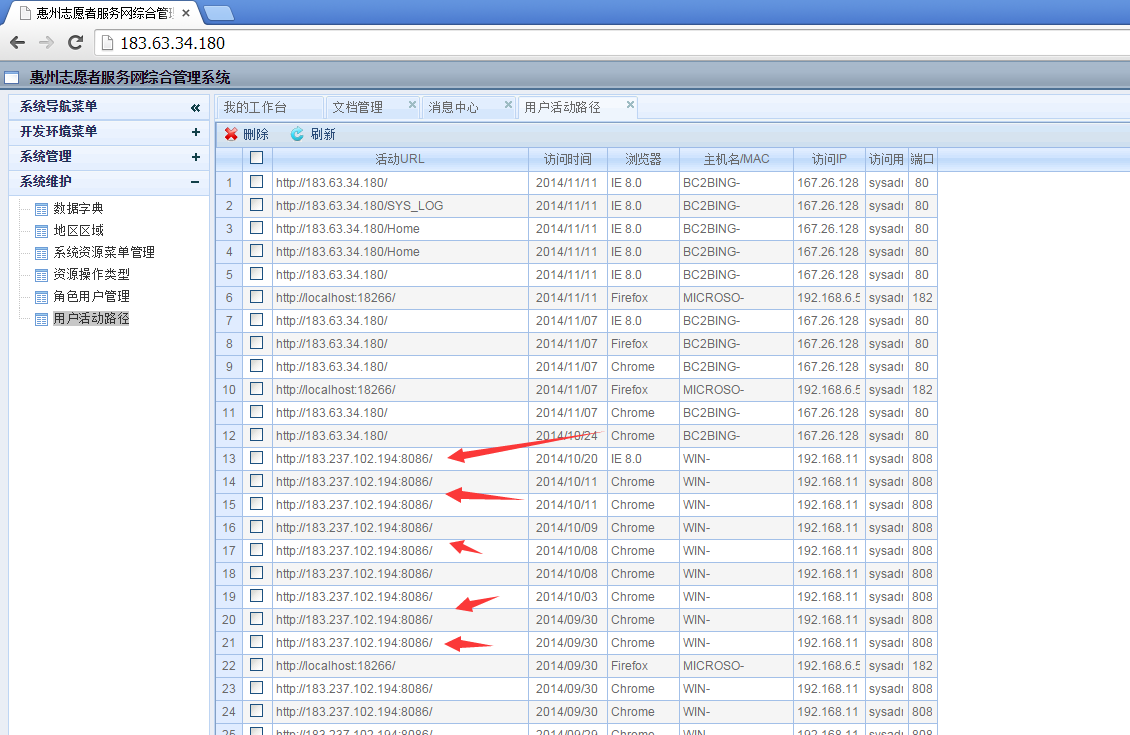 惠州志愿者服务网综合管
183.63.34.180
惠州志愿者服务网综合管理系统
系统导航菜单 «
开发环境菜单 +
系统管理 +
系统维护 −
数据字典
地区区域
系统资源菜单管理
资源操作类型
角色用户管理
用户活动路径
我的工作台 文档管理 消息中心 用户活动路径
删除 刷新
活动URL 访问时间 浏览器 主机名/MAC 访问IP 访问用 端口
1 http://183.63.34.180/ 2014/11/11 IE 8.0 BC2BING- 167.26.128 sysadı 80
2 http://183.63.34.180/SYS_LOG 2014/11/11 IE 8.0 BC2BING- 167.26.128 sysadı 80
3 http://183.63.34.180/Home 2014/11/11 IE 8.0 BC2BING- 167.26.128 sysadı 80
4 http://183.63.34.180/Home 2014/11/11 IE 8.0 BC2BING- 167.26.128 sysadı 80
5 http://183.63.34.180/ 2014/11/11 IE 8.0 BC2BING- 167.26.128 sysadı 80
6 http://localhost:18266/ 2014/11/11 Firefox MICROSO- 192.168.6.5 sysadı 182
7 http://183.63.34.180/ 2014/11/07 IE 8.0 BC2BING- 167.26.128 sysadı 80
8 http://183.63.34.180/ 2014/11/07 Firefox BC2BING- 167.26.128 sysadı 80
9 http://183.63.34.180/ 2014/11/07 Chrome BC2BING- 167.26.128 sysadı 80
10 http://localhost:18266/ 2014/11/07 Firefox MICROSO- 192.168.6.5 sysadı 182
11 http://183.63.34.180/ 2014/11/07 Chrome BC2BING- 167.26.128 sysadı 80
12 http://183.63.34.180/ 2014/10/24 Chrome BC2BING- 167.26.128 sysadı 80
13 http://183.237.102.194:8086/ 2014/10/20 IE 8.0 WIN- 192.168.11 sysadı 808
14 http://183.237.102.194:8086/ 2014/10/11 Chrome WIN- 192.168.11 sysadı 808
15 http://183.237.102.194:8086/ 2014/10/11 Chrome WIN- 192.168.11 sysadı 808
16 http://183.237.102.194:8086/ 2014/10/09 Chrome WIN- 192.168.11 sysadı 808
17 http://183.237.102.194:8086/ 2014/10/08 Chrome WIN- 192.168.11 sysadı 808
18 http://183.237.102.194:8086/ 2014/10/08 Chrome WIN- 192.168.11 sysadı 808
19 http://183.237.102.194:8086/ 2014/10/03 Chrome WIN- 192.168.11 sysadı 808
20 http://183.237.102.194:8086/ 2014/09/30 Chrome WIN- 192.168.11 sysadı 808
21 http://183.237.102.194:8086/ 2014/09/30 Chrome WIN- 192.168.11 sysadı 808
22 http://localhost:18266/ 2014/09/30 Firefox MICROSO- 192.168.6.5 sysadı 182
23 http://183.237.102.194:8086/ 2014/09/30 Chrome WIN- 192.168.11 sysadı 808
24 http://183.237.102.194:8086/ 2014/09/30 Chrome WIN- 192.168.11 sysadı 808
25 http://183.237.102.194:8086/ 2014/09/29 Chrome WIN- 192.168.11 sysadı 808